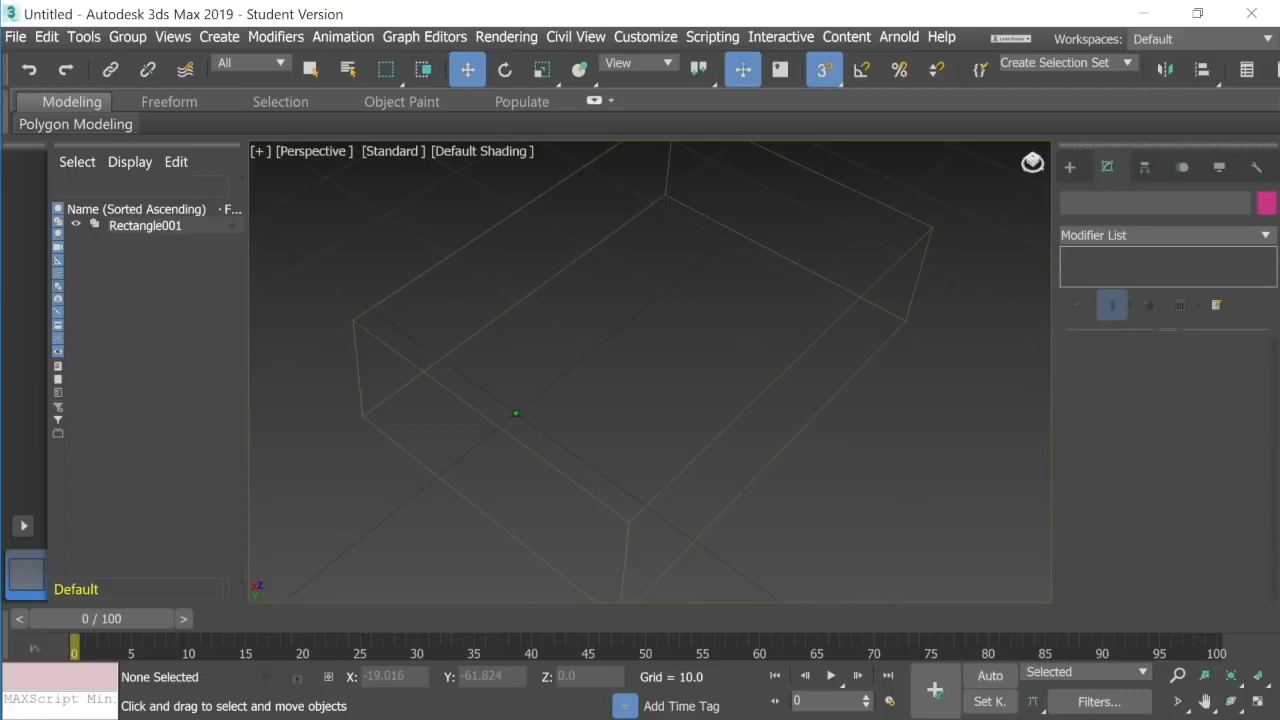 3 Untitled - Autodesk 3ds Max 2019 - Student Version
File Edit Tools Group Views Create Modifiers Animation Graph Editors Rendering Civil View Customize Scripting Interactive Content Arnold Help Workspaces: Default
All View 3 % Create Selection Set
Modeling Freeform Selection Object Paint Populate
Polygon Modeling
Select Display Edit
[+] [Perspective] [Standard] [Default Shading]
Name (Sorted Ascending) F...
Rectangle001
Modifier List
Default
< 0 / 100 >
0 5 10 15 20 25 30 35 40 45 50 55 60 65 70 75 80 85 90 95 100
None Selected X: -19.016 Y: -61.824 Z: 0.0 Grid = 10.0 Auto Selected
MAXScript Min
Click and drag to select and move objects Add Time Tag 0 Set K. Filters...